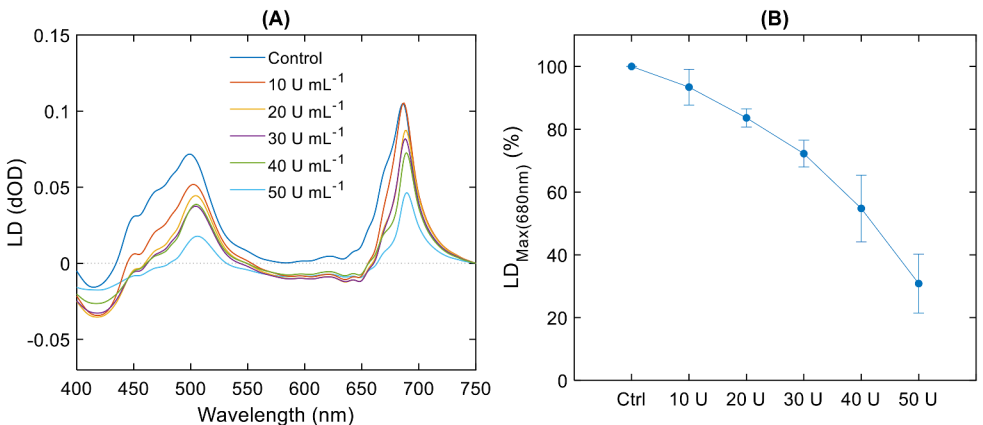 (A)
LD (dOD)
0.15
0.1
0.05
0
-0.05
400 450 500 550 600 650 700 750
Wavelength (nm)
Control
10 U mL⁻¹
20 U mL⁻¹
30 U mL⁻¹
40 U mL⁻¹
50 U mL⁻¹
(B)
LD_Max(680nm) (%)
100
80
60
40
20
0
Ctrl 10 U 20 U 30 U 40 U 50 U